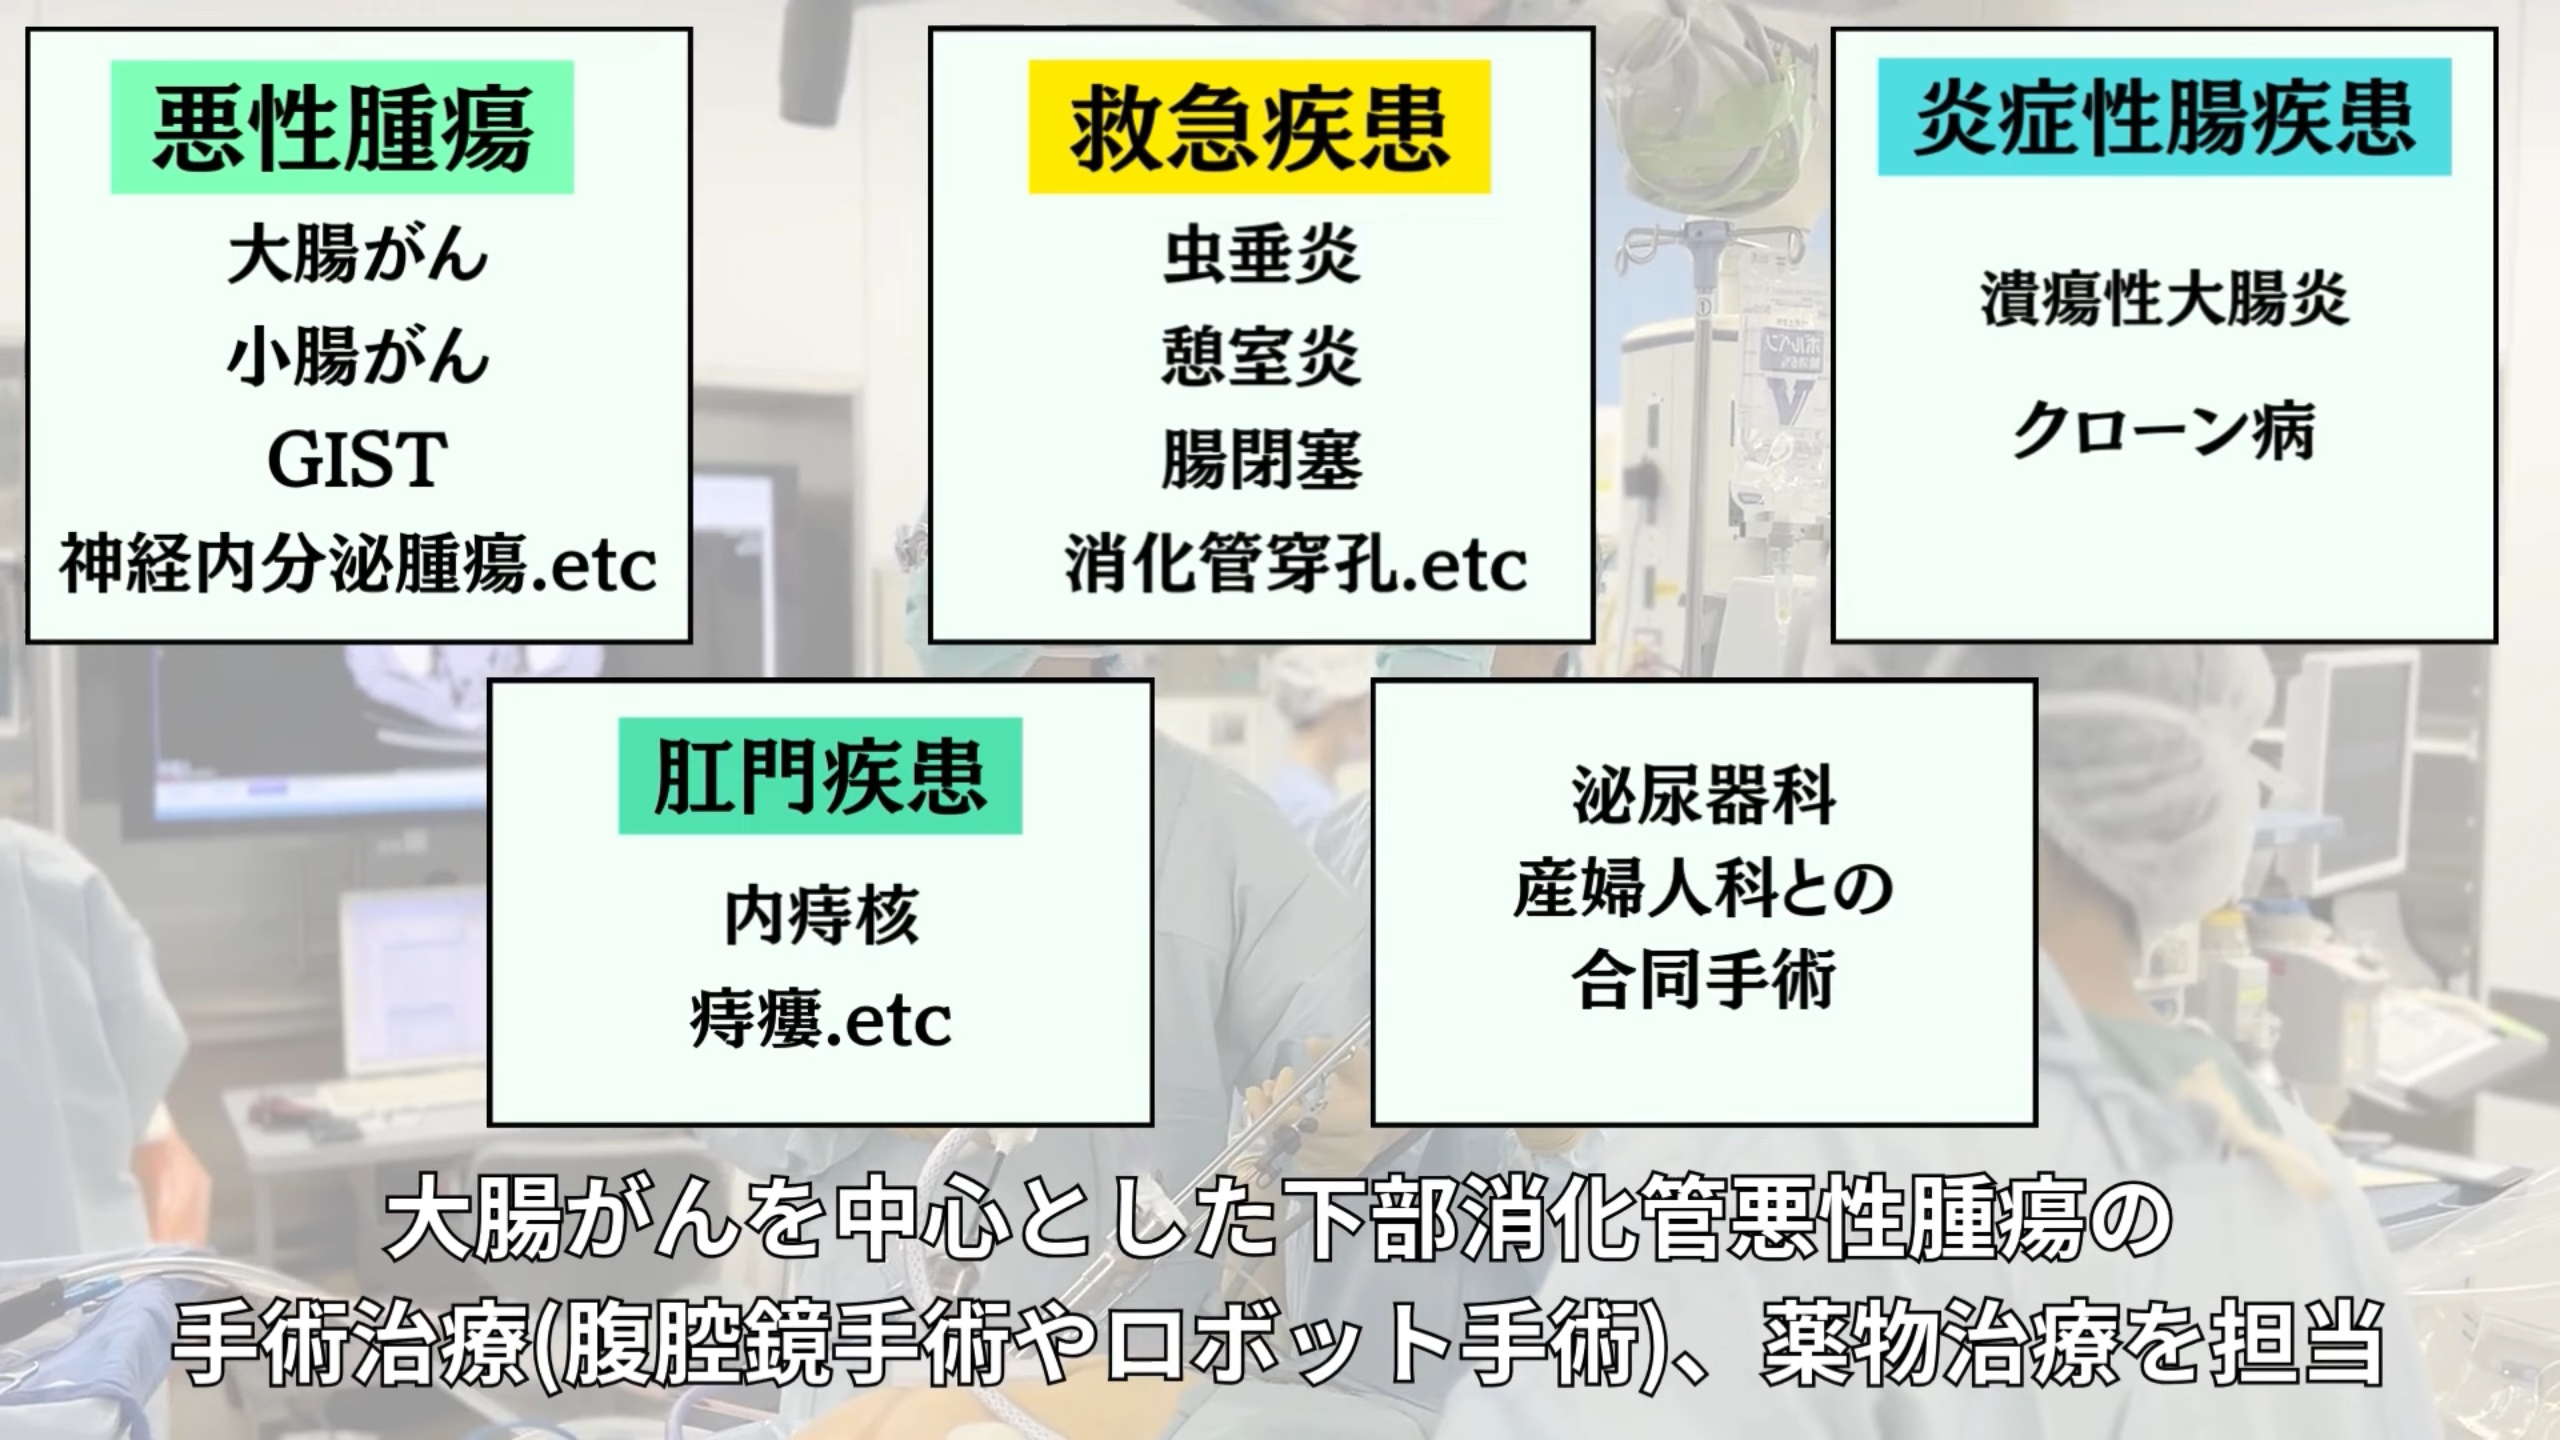 悪性腫瘍
大腸がん
小腸がん
GIST
神経内分泌腫瘍.etc
救急疾患
虫垂炎
憩室炎
腸閉塞
消化管穿孔.etc
炎症性腸疾患
潰瘍性大腸炎
クローン病
肛門疾患
内痔核
痔瘻.etc
泌尿器科
産婦人科との
合同手術
大腸がんを中心とした下部消化管悪性腫瘍の
手術治療(腹腔鏡手術やロボット手術)、薬物治療を担当